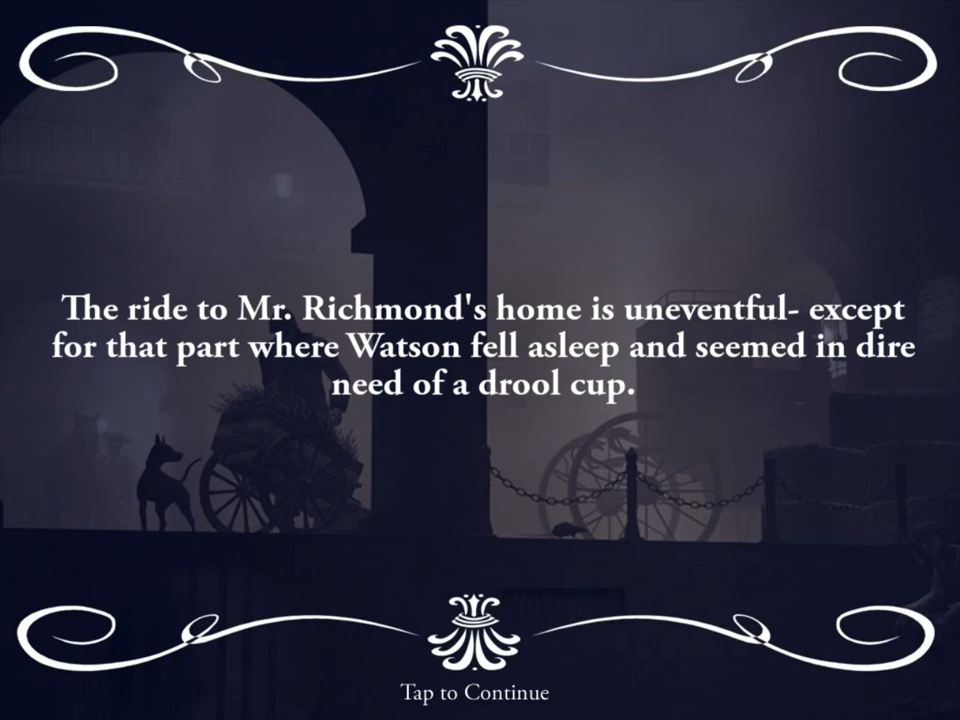 The ride to Mr. Richmond's home is uneventful- except
for that part where Watson fell asleep and seemed in dire
need of a drool cup.
Tap to Continue